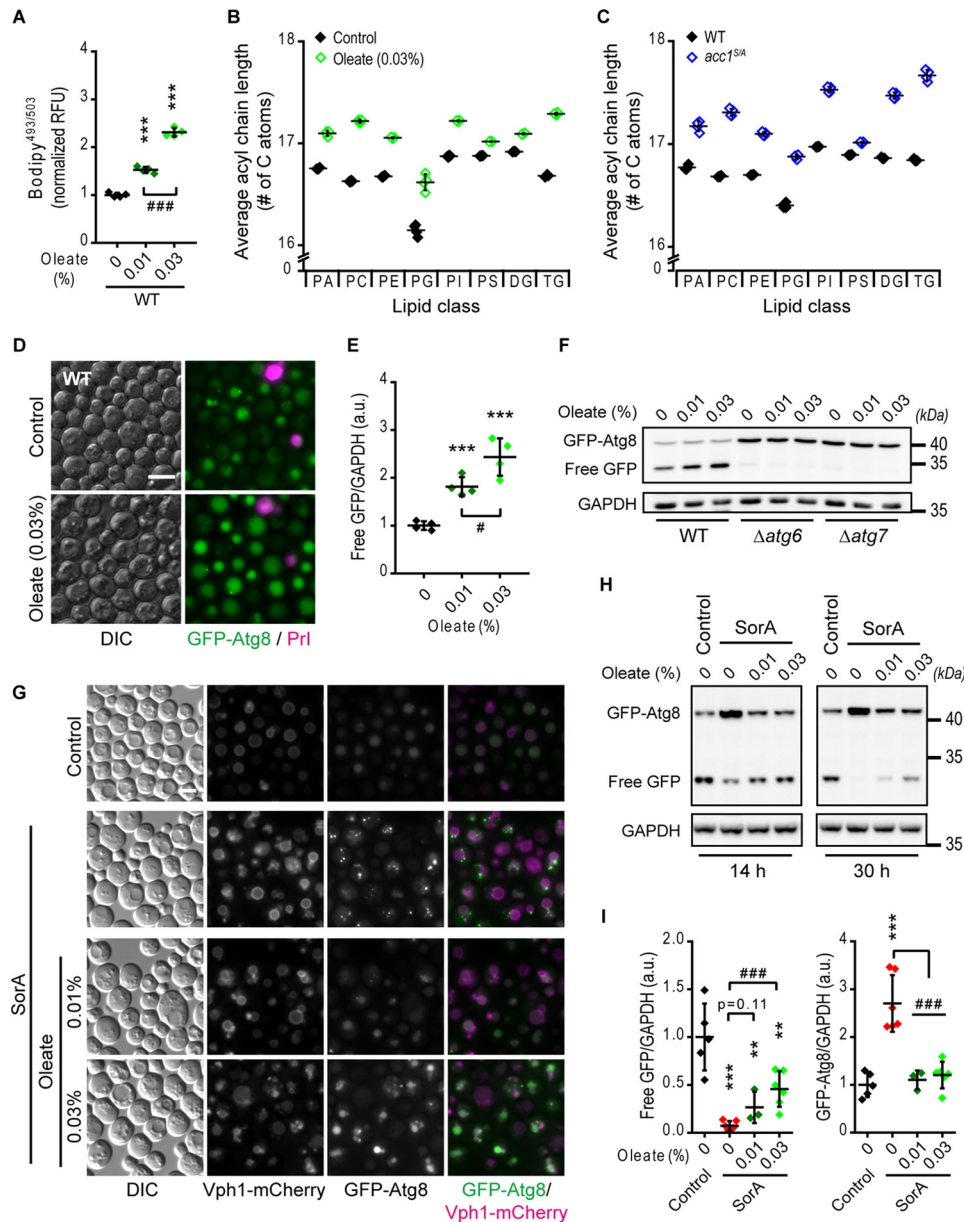 A
Bodipy493/503
(normalized RFU)
4
3
2
1
***
***
###
Oleate
(%)
0
0.01
0.03
WT
B
Average acyl chain length
(# of C atoms)
18
17
16
0
Control
Oleate (0.03%)
PA PC PE PG PI PS DG TG
Lipid class
C
Average acyl chain length
(# of C atoms)
18
17
16
0
WT
acc1S/A
PA PC PE PG PI PS DG TG
Lipid class
D
WT
Control
Oleate (0.03%)
DIC
GFP-Atg8 / PrI
E
Free GFP/GAPDH (a.u.)
4
3
2
1
0
***
***
#
0
0.01
0.03
Oleate (%)
F
Oleate (%) 0 0.01 0.03 0 0.01 0.03 0 0.01 0.03 (kDa)
GFP-Atg8
40
Free GFP
35
GAPDH
35
WT Δatg6 Δatg7
G
Control
SorA
Oleate
0.01%
0.03%
DIC
Vph1-mCherry
GFP-Atg8
GFP-Atg8/
Vph1-mCherry
H
Control SorA Control SorA
Oleate (%) 0 0 0.01 0.03 0 0 0.01 0.03 (kDa)
GFP-Atg8
40
35
Free GFP
GAPDH
35
14 h 30 h
I
Free GFP/GAPDH (a.u.)
2.0
1.5
1.0
0.5
0.0
###
p=0.11
***
**
**
Oleate (%) 0 0 0.01 0.03
Control SorA
GFP-Atg8/GAPDH (a.u.)
4
3
2
1
0
***
###
0 0 0.01 0.03
Control SorA